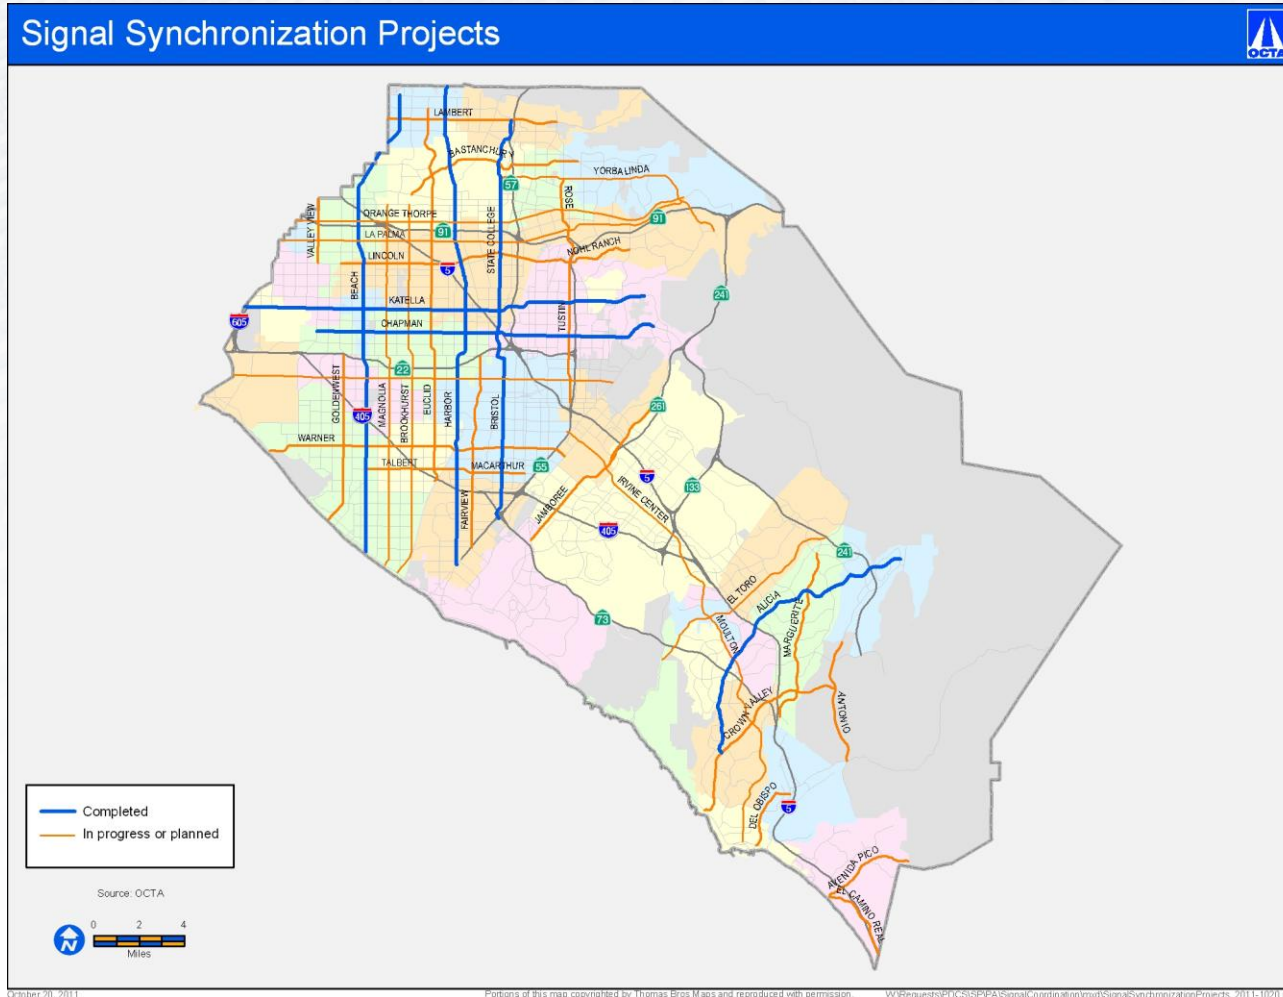 Signal Synchronization Projects
OCTA
LAMBERT
BASTANCHURY
YORBA LINDA
57
ROSE
VALLEY VIEW
ORANGE THORPE
91
91
STATE COLLEGE
LA PALMA
NOHL RANCH
LINCOLN
5
BEACH
241
KATELLA
605
CHAPMAN
TUSTIN
22
GOLDENWEST
MAGNOLIA
BROOKHURST
EUCLID
HARBOR
BRISTOL
261
405
WARNER
TALBERT
MACARTHUR
55
5
133
FAIRVIEW
JAMBOREE
IRVINE CENTER
405
241
EL TORO
ALICIA
73
MOULTON
MARGUERITE
CROWN VALLEY
ANTONIO
DEL OBISPO
5
AVENIDA PICO
EL CAMINO REAL
Completed
In progress or planned
Source: OCTA
N
0 2 4
Miles
October 20, 2011
Portions of this map copyrighted by Thomas Bros Maps and reproduced with permission.